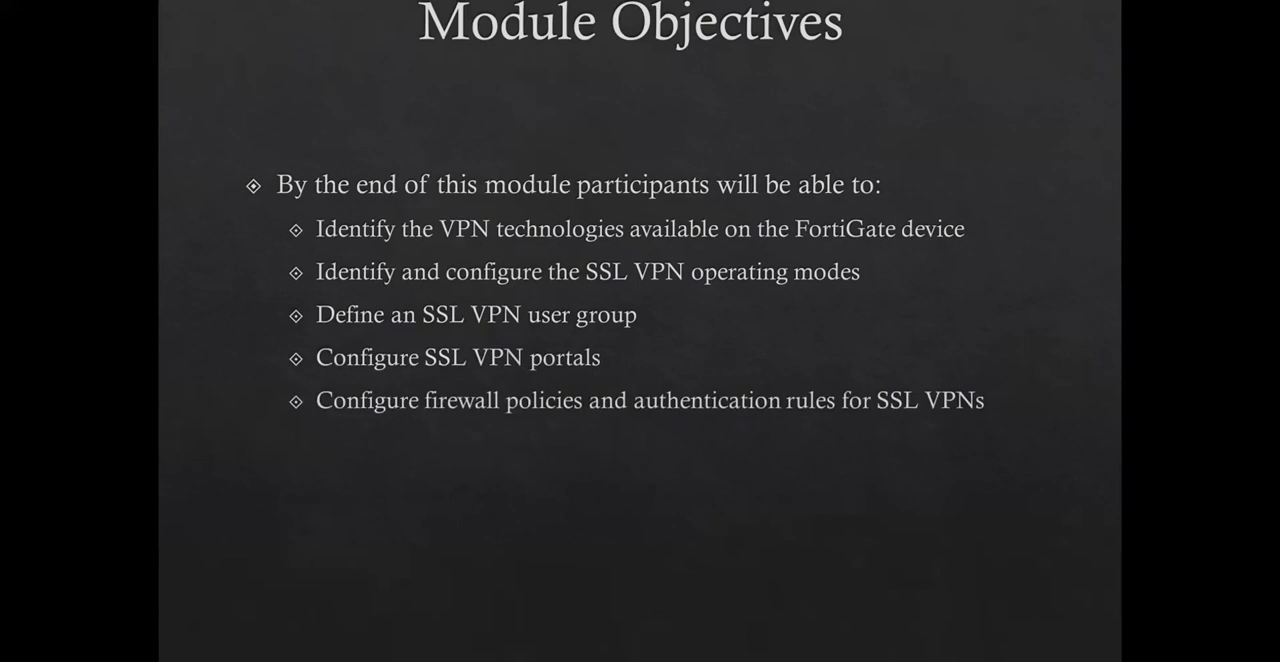 Module Objectives
By the end of this module participants will be able to:
Identify the VPN technologies available on the FortiGate device
Identify and configure the SSL VPN operating modes
Define an SSL VPN user group
Configure SSL VPN portals
Configure firewall policies and authentication rules for SSL VPNs